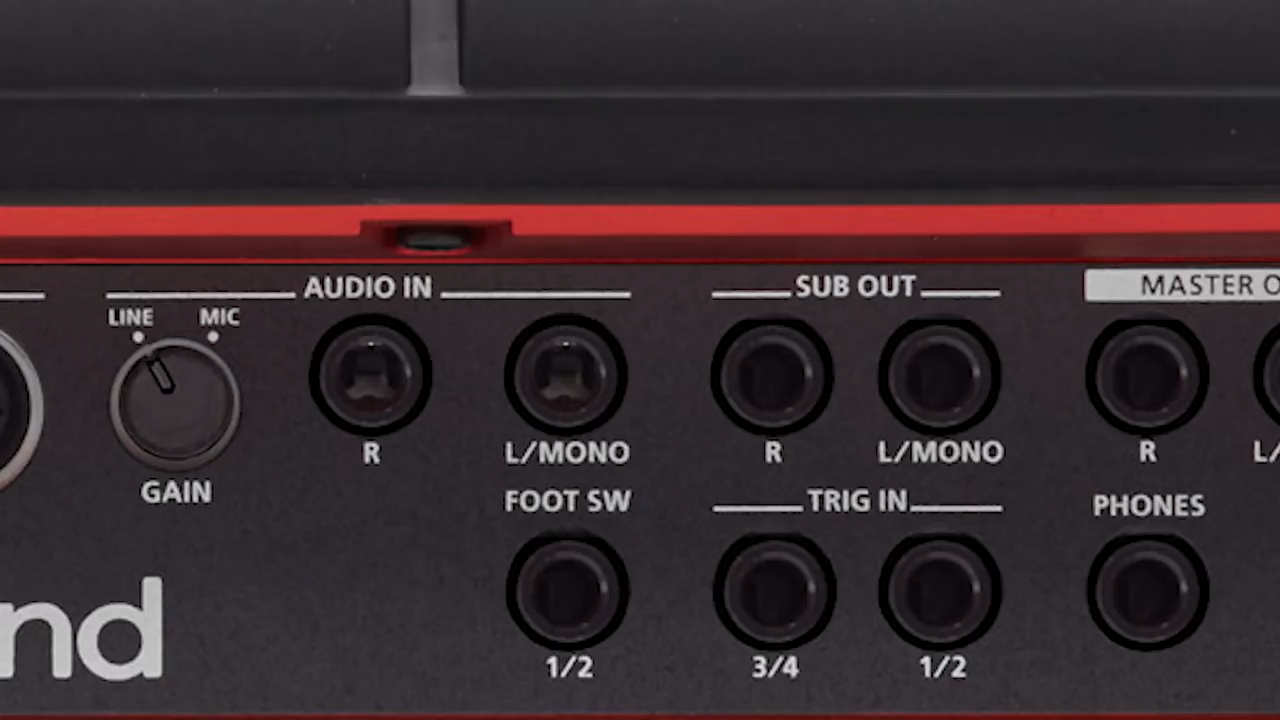 AUDIO IN
SUB OUT
MASTER O
LINE MIC
R L/MONO R L/MONO R L/
GAIN
FOOT SW TRIG IN PHONES
1/2 3/4 1/2
nd